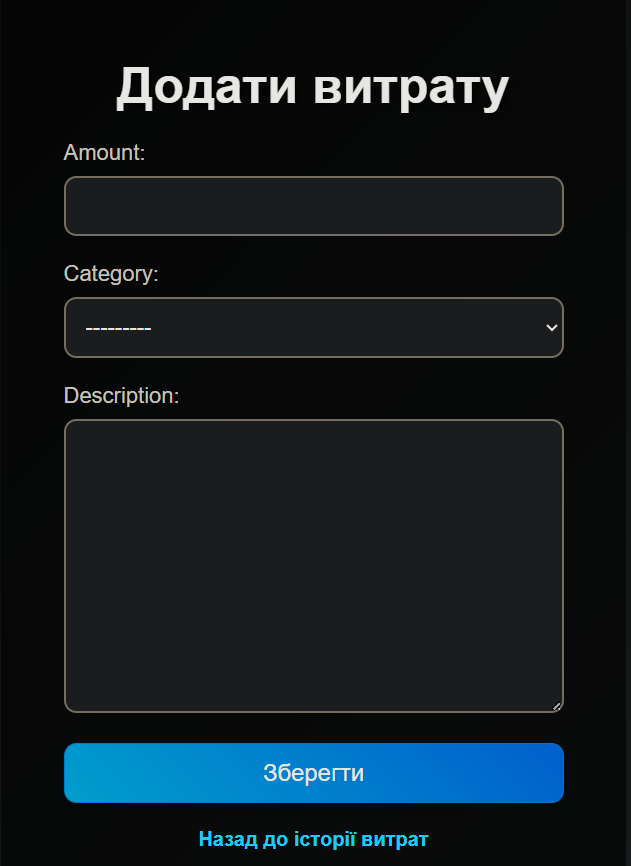 Додати витрату
Amount:
Category:
---------
Description:
Зберегти
Назад до історії витрат